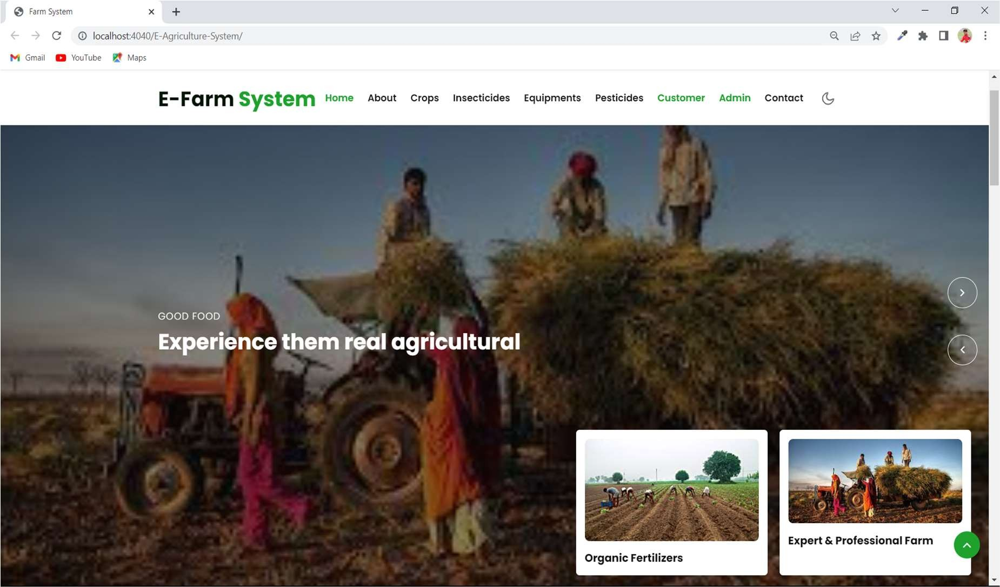 Farm System
localhost:4040/E-Agriculture-System/
Gmail YouTube Maps
E-Farm System Home About Crops Insecticides Equipments Pesticides Customer Admin Contact
GOOD FOOD
Experience them real agricultural
Organic Fertilizers
Expert & Professional Farm